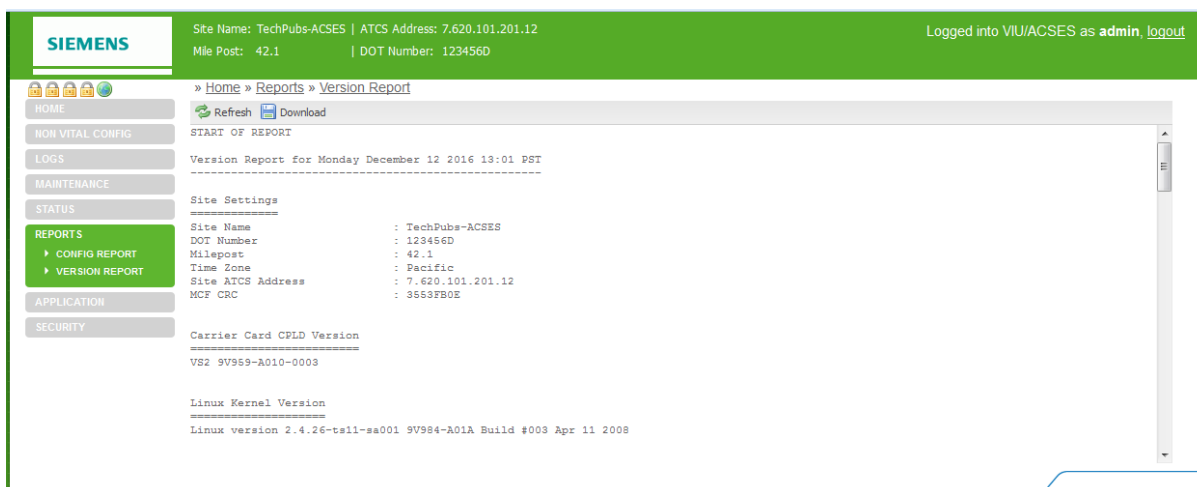 SIEMENS
Site Name: TechPubs-ACSES | ATCS Address: 7.620.101.201.12
Mile Post: 42.1 | DOT Number: 123456D
Logged into VIU/ACSES as admin, logout
» Home » Reports » Version Report
HOME
NON VITAL CONFIG
LOGS
MAINTENANCE
STATUS
REPORTS
CONFIG REPORT
VERSION REPORT
APPLICATION
SECURITY
Refresh Download
START OF REPORT
Version Report for Monday December 12 2016 13:01 PST
----------------------------------------------------
Site Settings
=============
Site Name : TechPubs-ACSES
DOT Number : 123456D
Milepost : 42.1
Time Zone : Pacific
Site ATCS Address : 7.620.101.201.12
MCF CRC : 3553FB0E
Carrier Card CPLD Version
=========================
VS2 9V959-A010-0003
Linux Kernel Version
====================
Linux version 2.4.26-ts11-sa001 9V984-A01A Build #003 Apr 11 2008